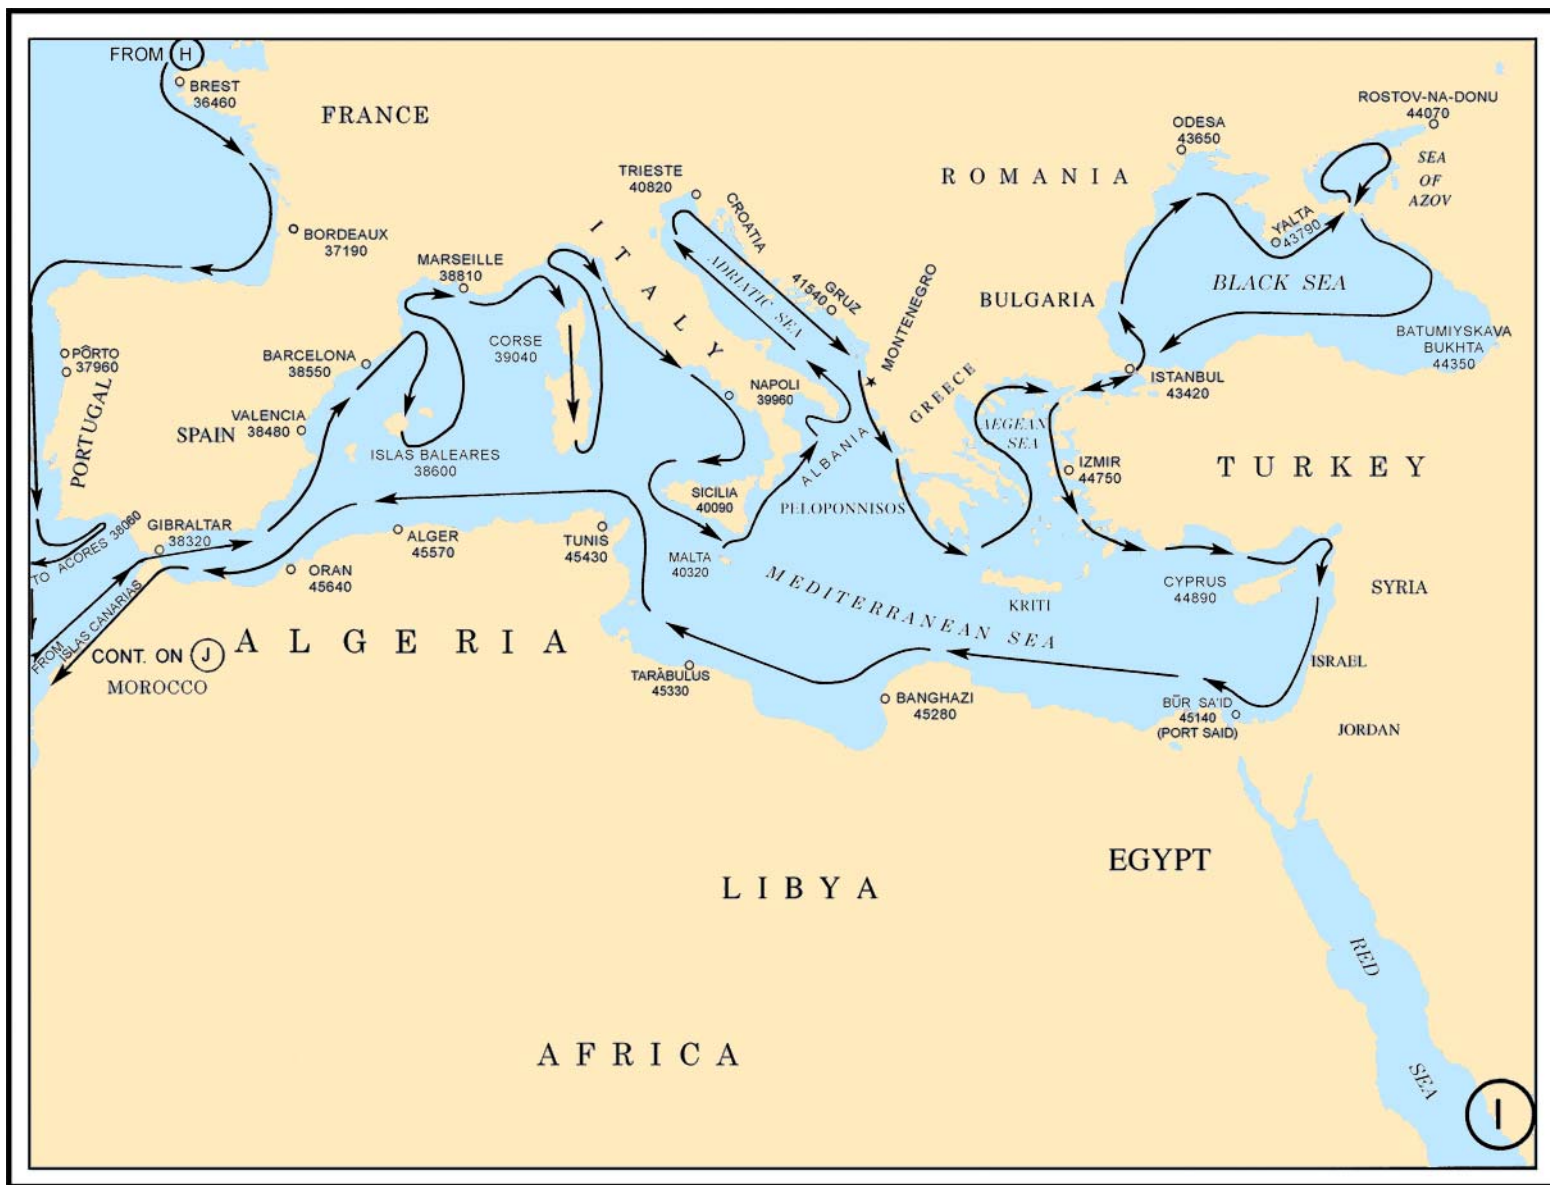 FROM H
BREST
36460
FRANCE
BORDEAUX
37190
MARSEILLE
38810
TRIESTE
40820
CROATIA
ITALY
ADRIATIC SEA
GRUZ
41540
MONTENEGRO
ROMANIA
ODESA
43650
ROSTOV-NA-DONU
44070
SEA
OF
AZOV
YALTA
43790
BLACK SEA
BULGARIA
BATUMIYSKAVA
BUKHTA
44350
PÔRTO
37960
PORTUGAL
BARCELONA
38550
VALENCIA
38480
SPAIN
ISLAS BALEARES
38600
CORSE
39040
NAPOLI
39960
GREECE
ISTANBUL
43420
AEGEAN
SEA
ALBANIA
IZMIR
44750
TURKEY
SICILIA
40090
PELOPONNISOS
GIBRALTAR
38320
TO ACORES 38060
ALGER
45570
TUNIS
45430
MALTA
40320
ORAN
45640
MEDITERRANEAN SEA
KRITI
CYPRUS
44890
SYRIA
FROM
ISLAS CANARIAS
CONT. ON J
MOROCCO
ALGERIA
TARĀBULUS
45330
BANGHAZI
45280
ISRAEL
BŪR SA'ID
45140
(PORT SAID)
JORDAN
EGYPT
LIBYA
RED
SEA
AFRICA
I